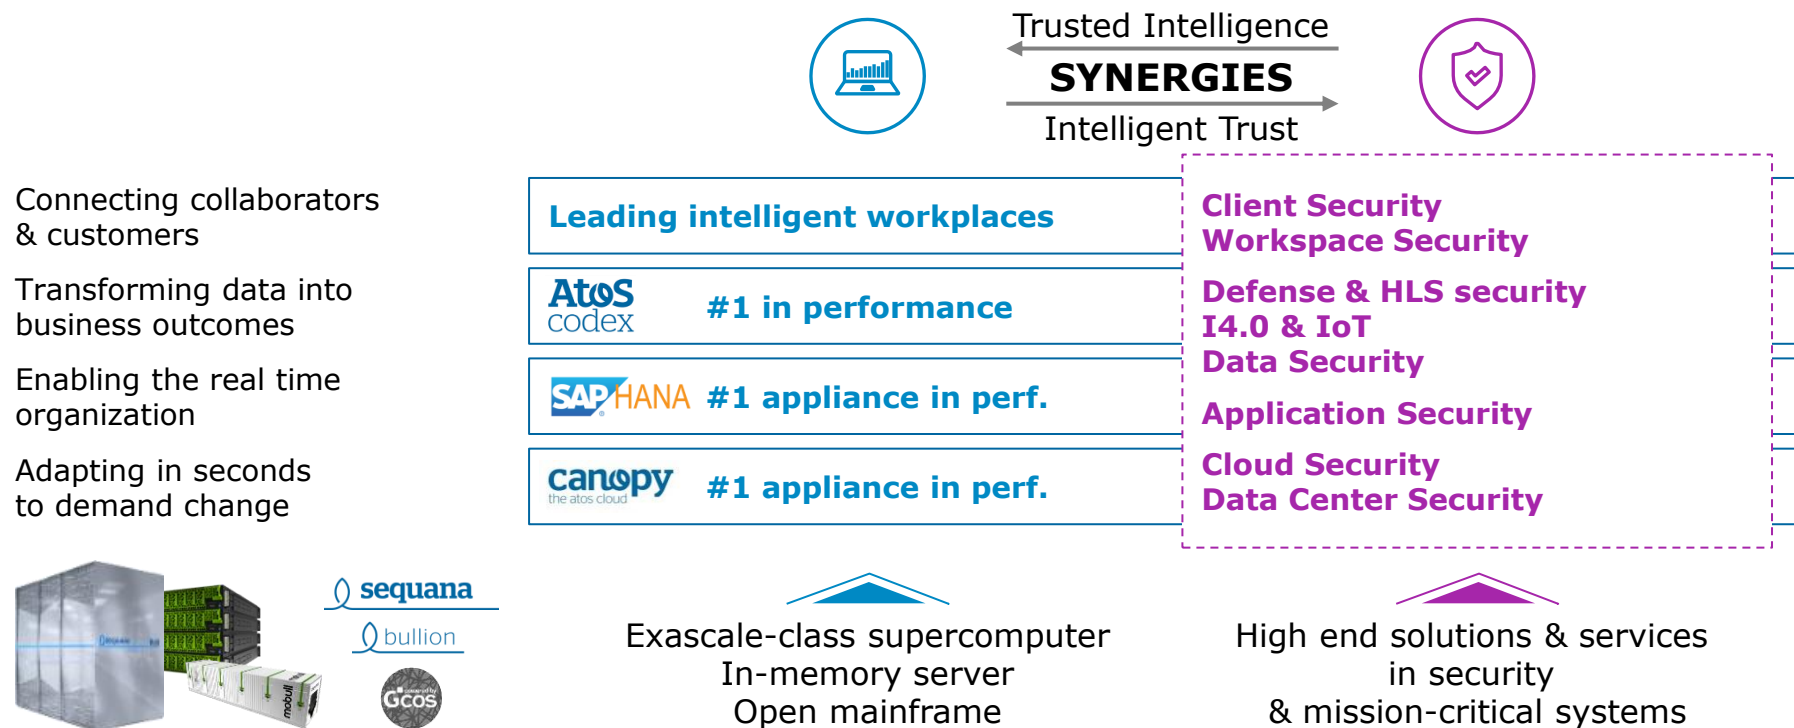 Trusted Intelligence
SYNERGIES
Intelligent Trust
Connecting collaborators
& customers
Leading intelligent workplaces
Client Security
Workspace Security
Transforming data into
business outcomes
Atos
codex
#1 in performance
Defense & HLS security
I4.0 & IoT
Data Security
Enabling the real time
organization
SAP HANA
#1 appliance in perf.
Application Security
Adapting in seconds
to demand change
canopy
the atos cloud
#1 appliance in perf.
Cloud Security
Data Center Security
sequana
bullion
mobull
powered by
Gcos
Exascale-class supercomputer
In-memory server
Open mainframe
High end solutions & services
in security
& mission-critical systems